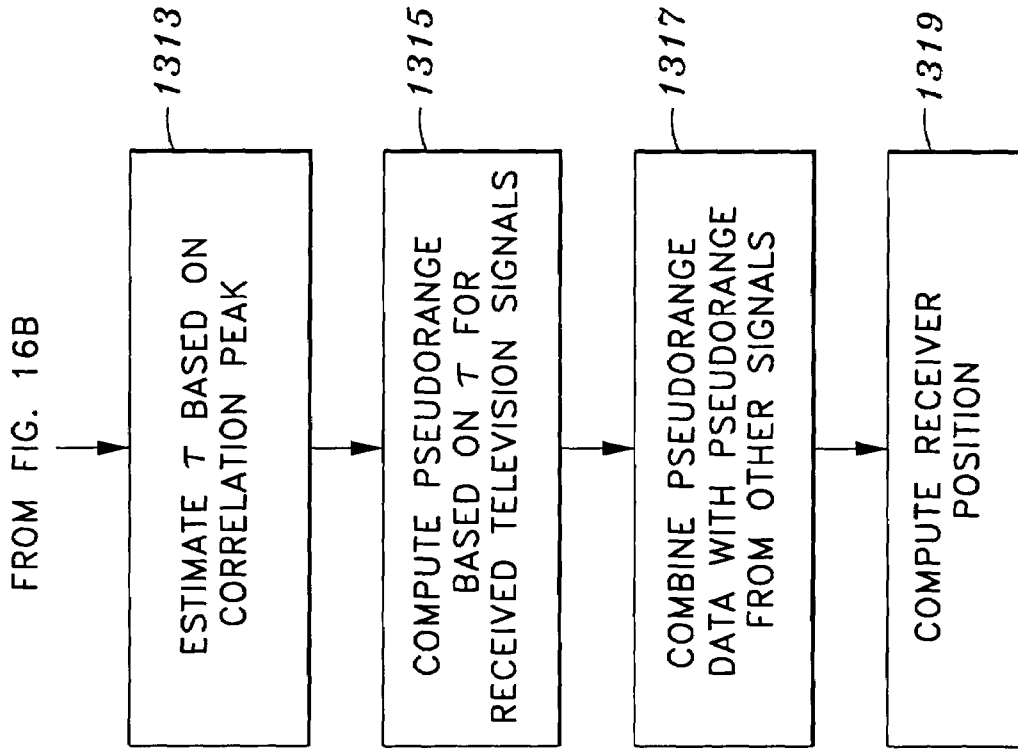 FROM FIG. 16B
ESTIMATE τ BASED ON
CORRELATION PEAK
1313
COMPUTE PSEUDORANGE
BASED ON τ FOR
RECEIVED TELEVISION SIGNALS
1315
COMBINE PSEUDORANGE
DATA WITH PSEUDORANGE
FROM OTHER SIGNALS
1317
COMPUTE RECEIVER
POSITION
1319